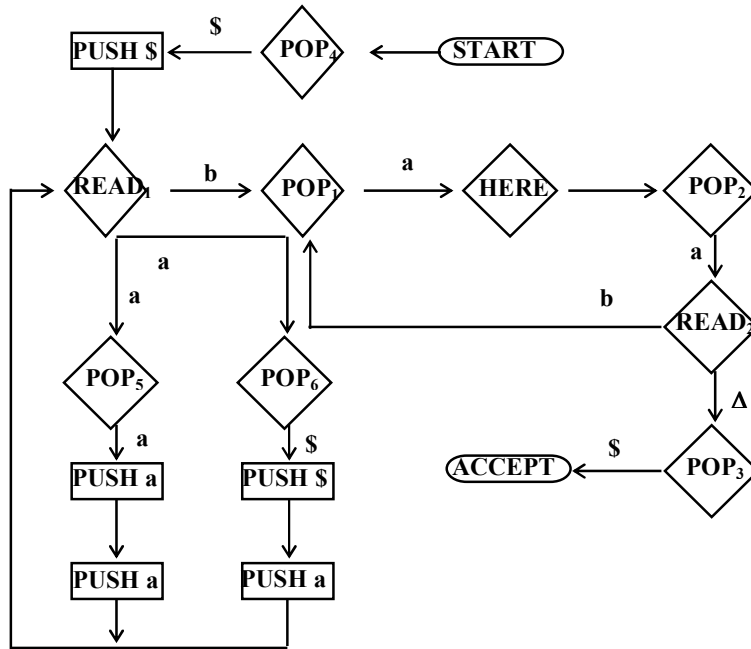 $
PUSH $
POP₄
START
READ₁
b
POP₁
a
HERE
POP₂
a
a
a
b
READ₂
POP₅
POP₆
Δ
a
$
PUSH a
PUSH $
ACCEPT
$
POP₃
PUSH a
PUSH a